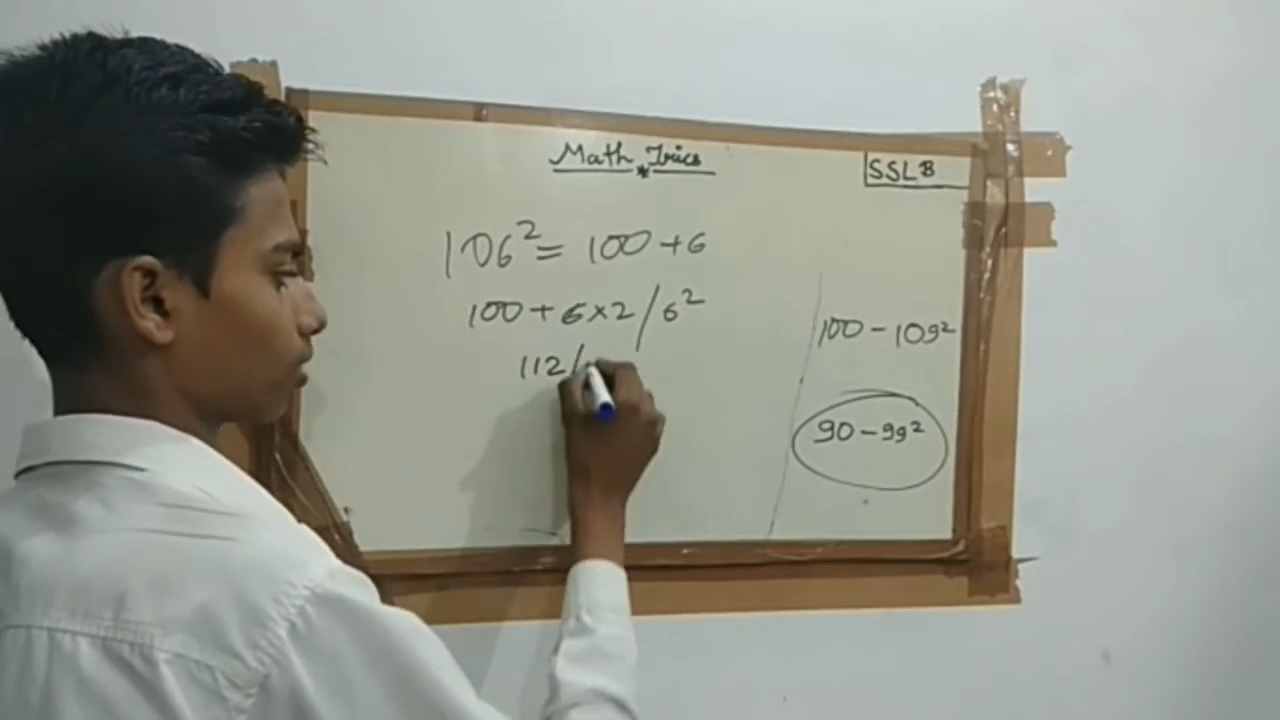 Math Trics
SSLB
106² = 100 + 6
100 + 6 × 2 / 6²
112 /
100 - 109²
90 - 99²